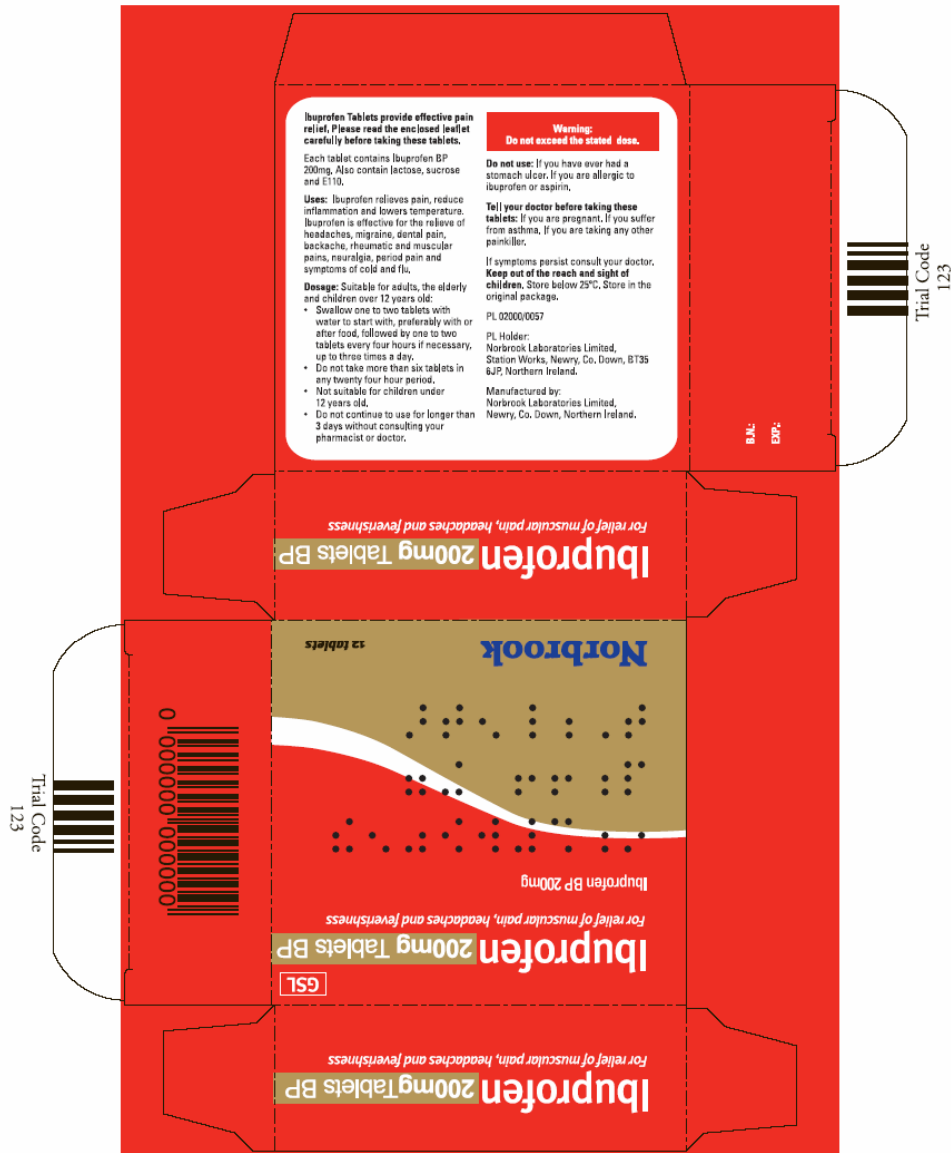 Ibuprofen Tablets provide effective pain
relief. Please read the enclosed leaflet
carefully before taking these tablets.
Each tablet contains Ibuprofen BP
200mg. Also contain lactose, sucrose
and E110.
Uses: Ibuprofen relieves pain, reduce
inflammation and lowers temperature.
Ibuprofen is effective for the relieve of
headaches, migraine, dental pain,
backache, rheumatic and muscular
pains, neuralgia, period pain and
symptoms of cold and flu.
Dosage: Suitable for adults, the elderly
and children over 12 years old:
• Swallow one to two tablets with
water to start with, preferably with or
after food, followed by one to two
tablets every four hours if necessary,
up to three times a day.
• Do not take more than six tablets in
any twenty four hour period.
• Not suitable for children under
12 years old.
• Do not continue to use for longer than
3 days without consulting your
pharmacist or doctor.
Warning:
Do not exceed the stated dose.
Do not use: If you have ever had a
stomach ulcer. If you are allergic to
ibuprofen or aspirin.
Tell your doctor before taking these
tablets: If you are pregnant. If you suffer
from asthma. If you are taking any other
painkiller.
If symptoms persist consult your doctor.
Keep out of the reach and sight of
children. Store below 25°C. Store in the
original package.
PL 02000/0057
PL Holder:
Norbrook Laboratories Limited,
Station Works, Newry, Co. Down, BT35
6JP, Northern Ireland.
Manufactured by:
Norbrook Laboratories Limited,
Newry, Co. Down, Northern Ireland.
B.N.:
EXP.:
Trial Code
123
Ibuprofen 200mg Tablets BP
For relief of muscular pain, headaches and feverishness
GSL
Ibuprofen 200mg Tablets BP
For relief of muscular pain, headaches and feverishness
Ibuprofen BP 200mg
Norbrook
12 tablets
0 000000 000000
Trial Code
123
Ibuprofen 200mg Tablets BP
For relief of muscular pain, headaches and feverishness